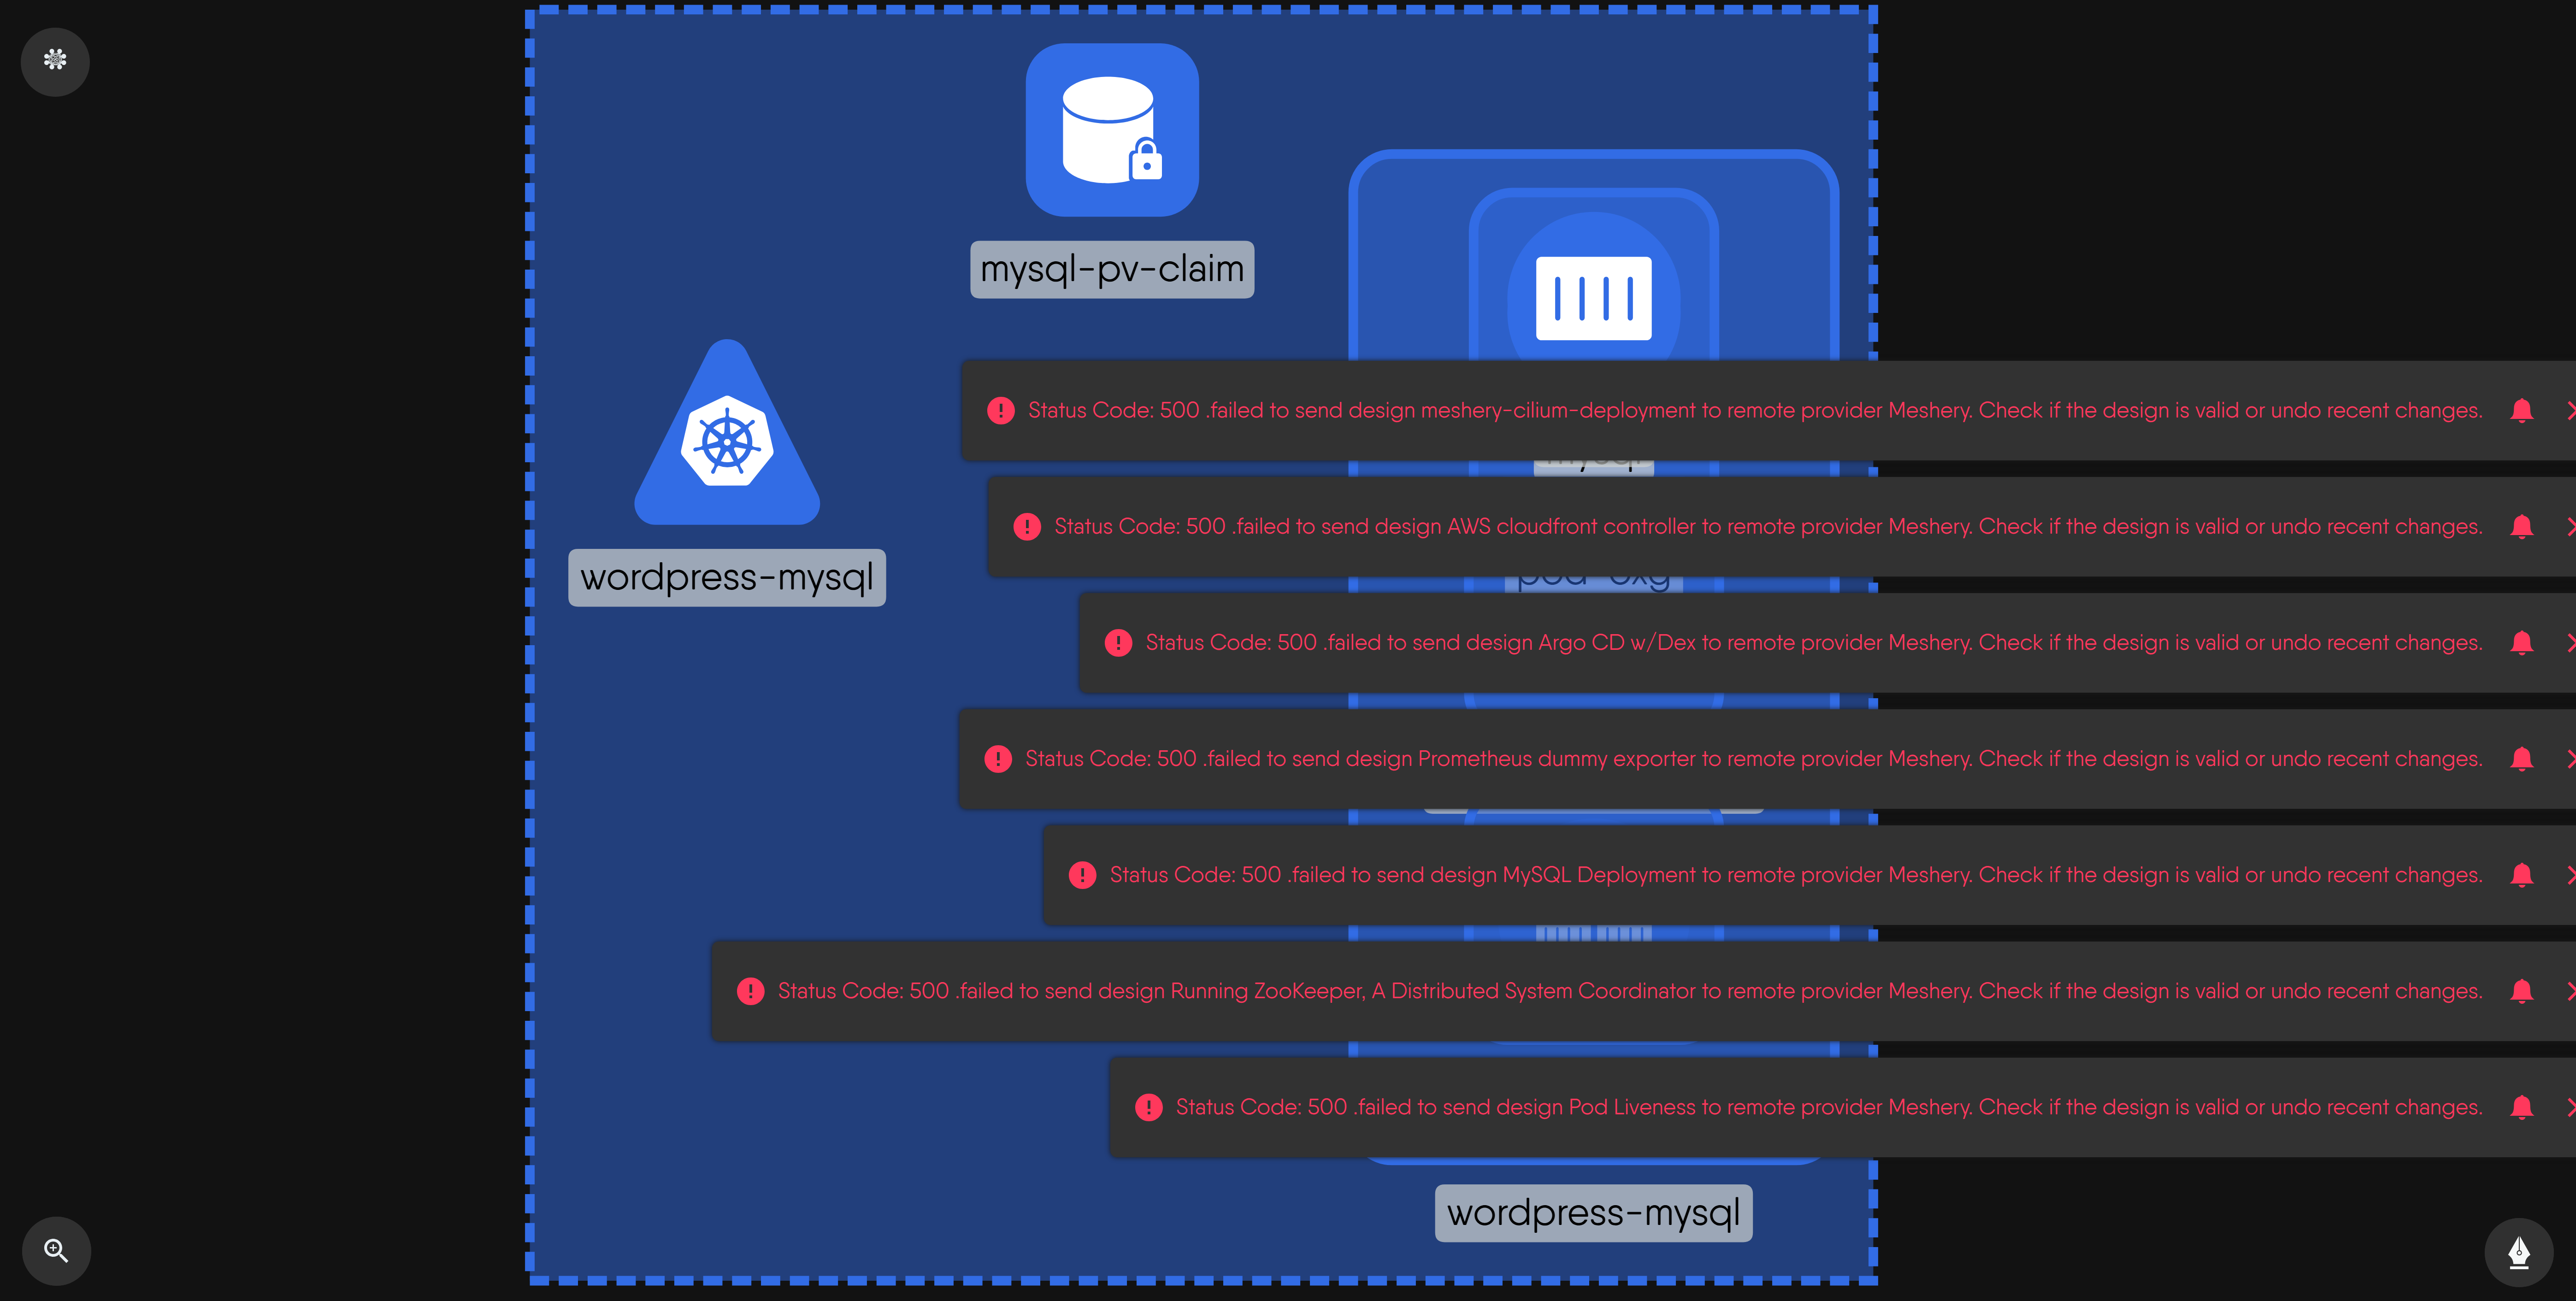 mysql-pv-claim
Status Code: 500 .failed to send design meshery-cilium-deployment to remote provider Meshery. Check if the design is valid or undo recent changes.
mysql
Status Code: 500 .failed to send design AWS cloudfront controller to remote provider Meshery. Check if the design is valid or undo recent changes.
wordpress-mysql
Status Code: 500 .failed to send design Argo CD w/Dex to remote provider Meshery. Check if the design is valid or undo recent changes.
Status Code: 500 .failed to send design Prometheus dummy exporter to remote provider Meshery. Check if the design is valid or undo recent changes.
Status Code: 500 .failed to send design MySQL Deployment to remote provider Meshery. Check if the design is valid or undo recent changes.
Status Code: 500 .failed to send design Running ZooKeeper, A Distributed System Coordinator to remote provider Meshery. Check if the design is valid or undo recent changes.
Status Code: 500 .failed to send design Pod Liveness to remote provider Meshery. Check if the design is valid or undo recent changes.
wordpress-mysql